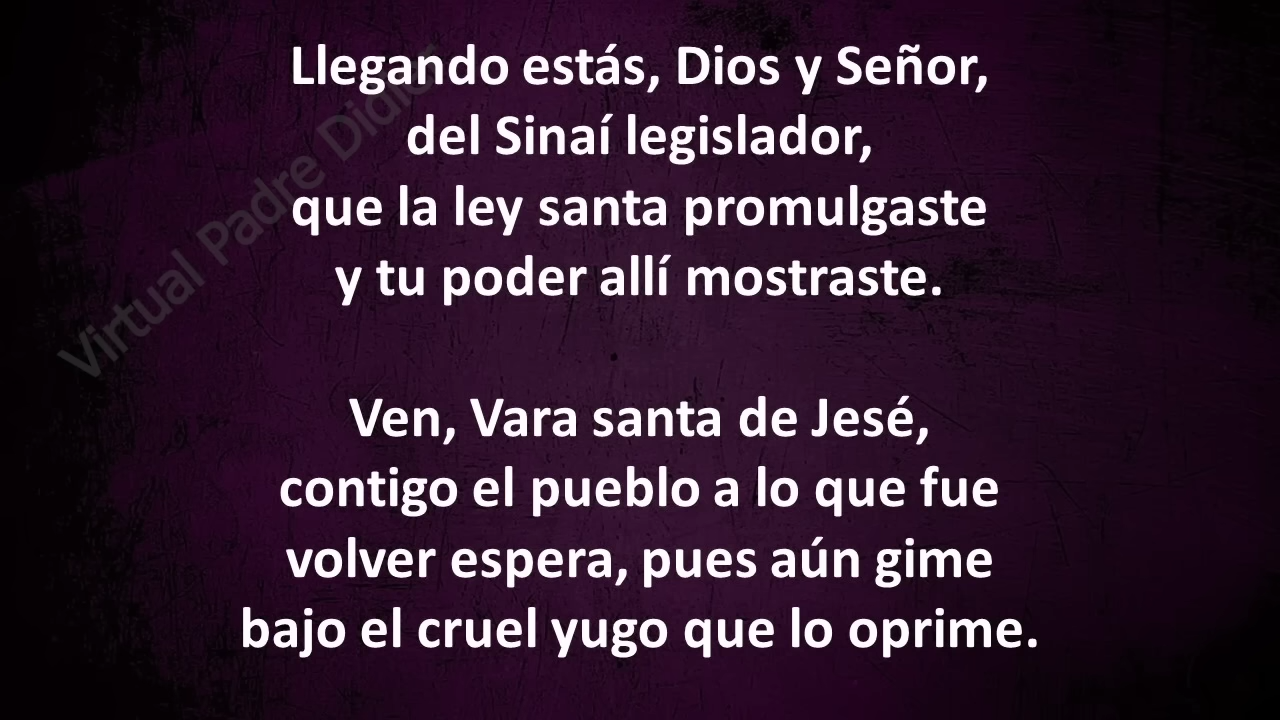 Llegando estás, Dios y Señor,
del Sinaí legislador,
que la ley santa promulgaste
y tu poder allí mostraste.
Ven, Vara santa de Jesé,
contigo el pueblo a lo que fue
volver espera, pues aún gime
bajo el cruel yugo que lo oprime.
Virtual Padre